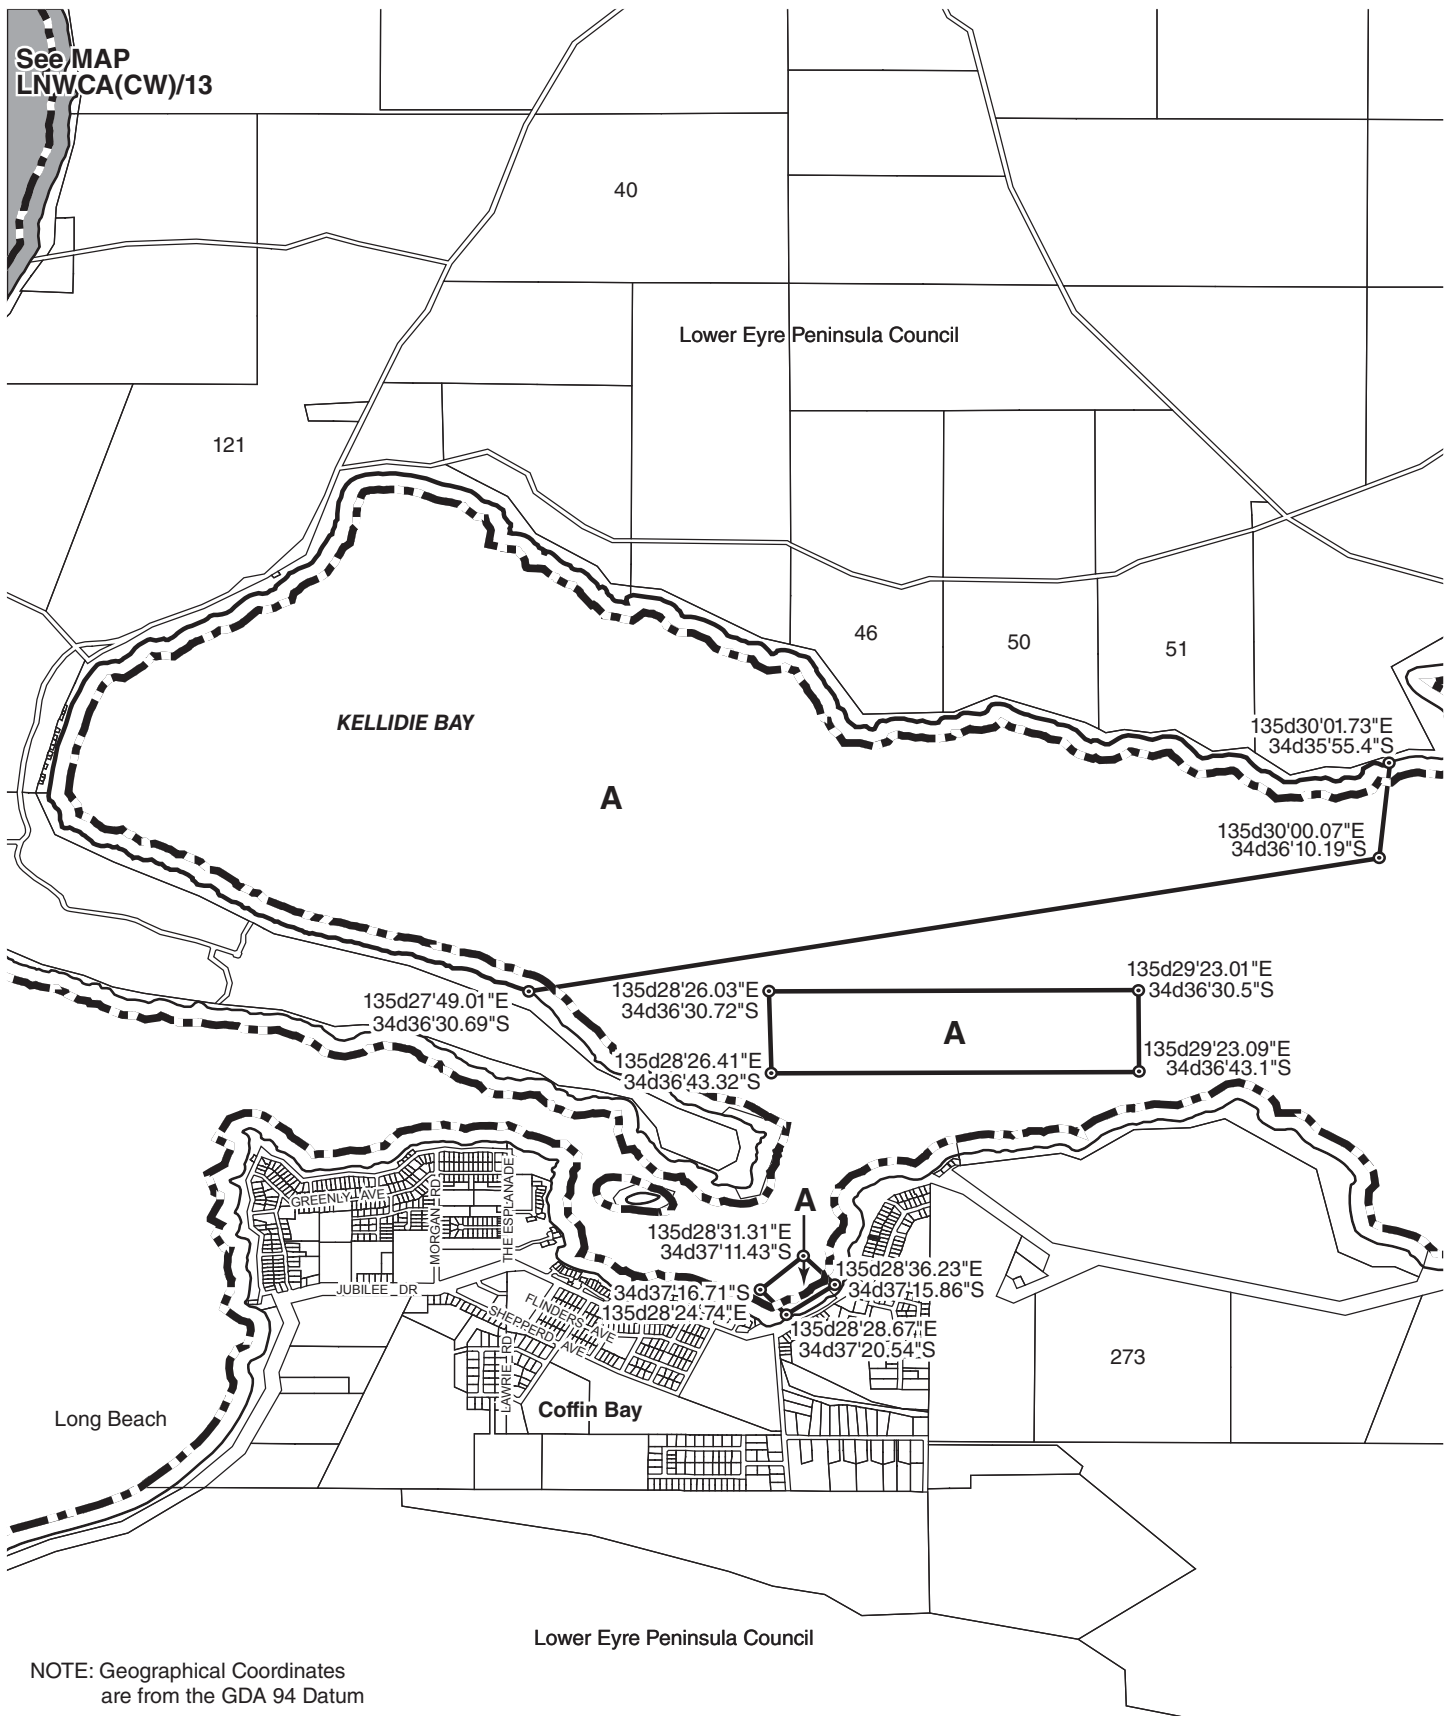 See MAP
LNWCA(CW)/13
40
Lower Eyre Peninsula Council
121
46
50
51
KELLIDIE BAY
135d30'01.73"E
34d35'55.4"S
A
135d30'00.07"E
34d36'10.19"S
135d27'49.01"E
34d36'30.69"S
135d28'26.03"E
34d36'30.72"S
135d29'23.01"E
34d36'30.5"S
A
135d28'26.41"E
34d36'43.32"S
135d29'23.09"E
34d36'43.1"S
GREENLY AVE
MORGAN RD
THE ESPLANADE
A
135d28'31.31"E
34d37'11.43"S
135d28'36.23"E
34d37'15.86"S
JUBILEE DR
34d37'16.71"S
135d28'24.74"E
FLINDERS AVE
SHEPPERD AVE
LAWRIE RD
135d28'28.67"E
34d37'20.54"S
273
Long Beach
Coffin Bay
Lower Eyre Peninsula Council
NOTE: Geographical Coordinates
are from the GDA 94 Datum